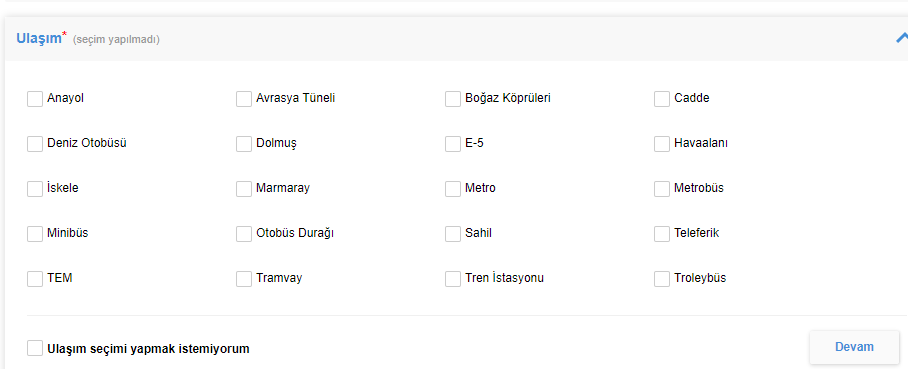 Ulaşım* (seçim yapılmadı)
Anayol Avrasya Tüneli Boğaz Köprüleri Cadde
Deniz Otobüsü Dolmuş E-5 Havaalanı
İskele Marmaray Metro Metrobüs
Minibüs Otobüs Durağı Sahil Teleferik
TEM Tramvay Tren İstasyonu Troleybüs
Ulaşım seçimi yapmak istemiyorum Devam